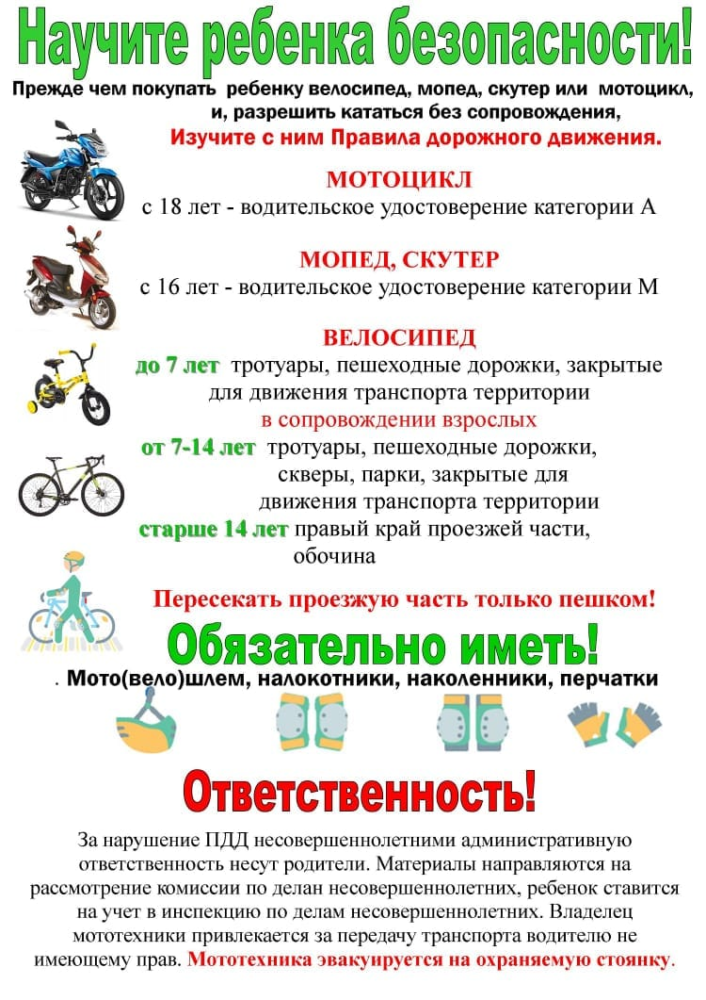 Научите ребенка безопасности!
Прежде чем покупать ребенку велосипед, мопед, скутер или мотоцикл,
и, разрешить кататься без сопровождения,
Изучите с ним Правила дорожного движения.
МОТОЦИКЛ
с 18 лет - водительское удостоверение категории А
МОПЕД, СКУТЕР
с 16 лет - водительское удостоверение категории М
ВЕЛОСИПЕД
до 7 лет тротуары, пешеходные дорожки, закрытые
для движения транспорта территории
в сопровождении взрослых
от 7-14 лет тротуары, пешеходные дорожки,
скверы, парки, закрытые для
движения транспорта территории
старше 14 лет правый край проезжей части,
обочина
Пересекать проезжую часть только пешком!
Обязательно иметь!
. Мото(вело)шлем, налокотники, наколенники, перчатки
Ответственность!
За нарушение ПДД несовершеннолетними административную
ответственность несут родители. Материалы направляются на
рассмотрение комиссии по делан несовершеннолетних, ребенок ставится
на учет в инспекцию по делам несовершеннолетних. Владелец
мототехники привлекается за передачу транспорта водителю не
имеющему прав. Мототехника эвакуируется на охраняемую стоянку.